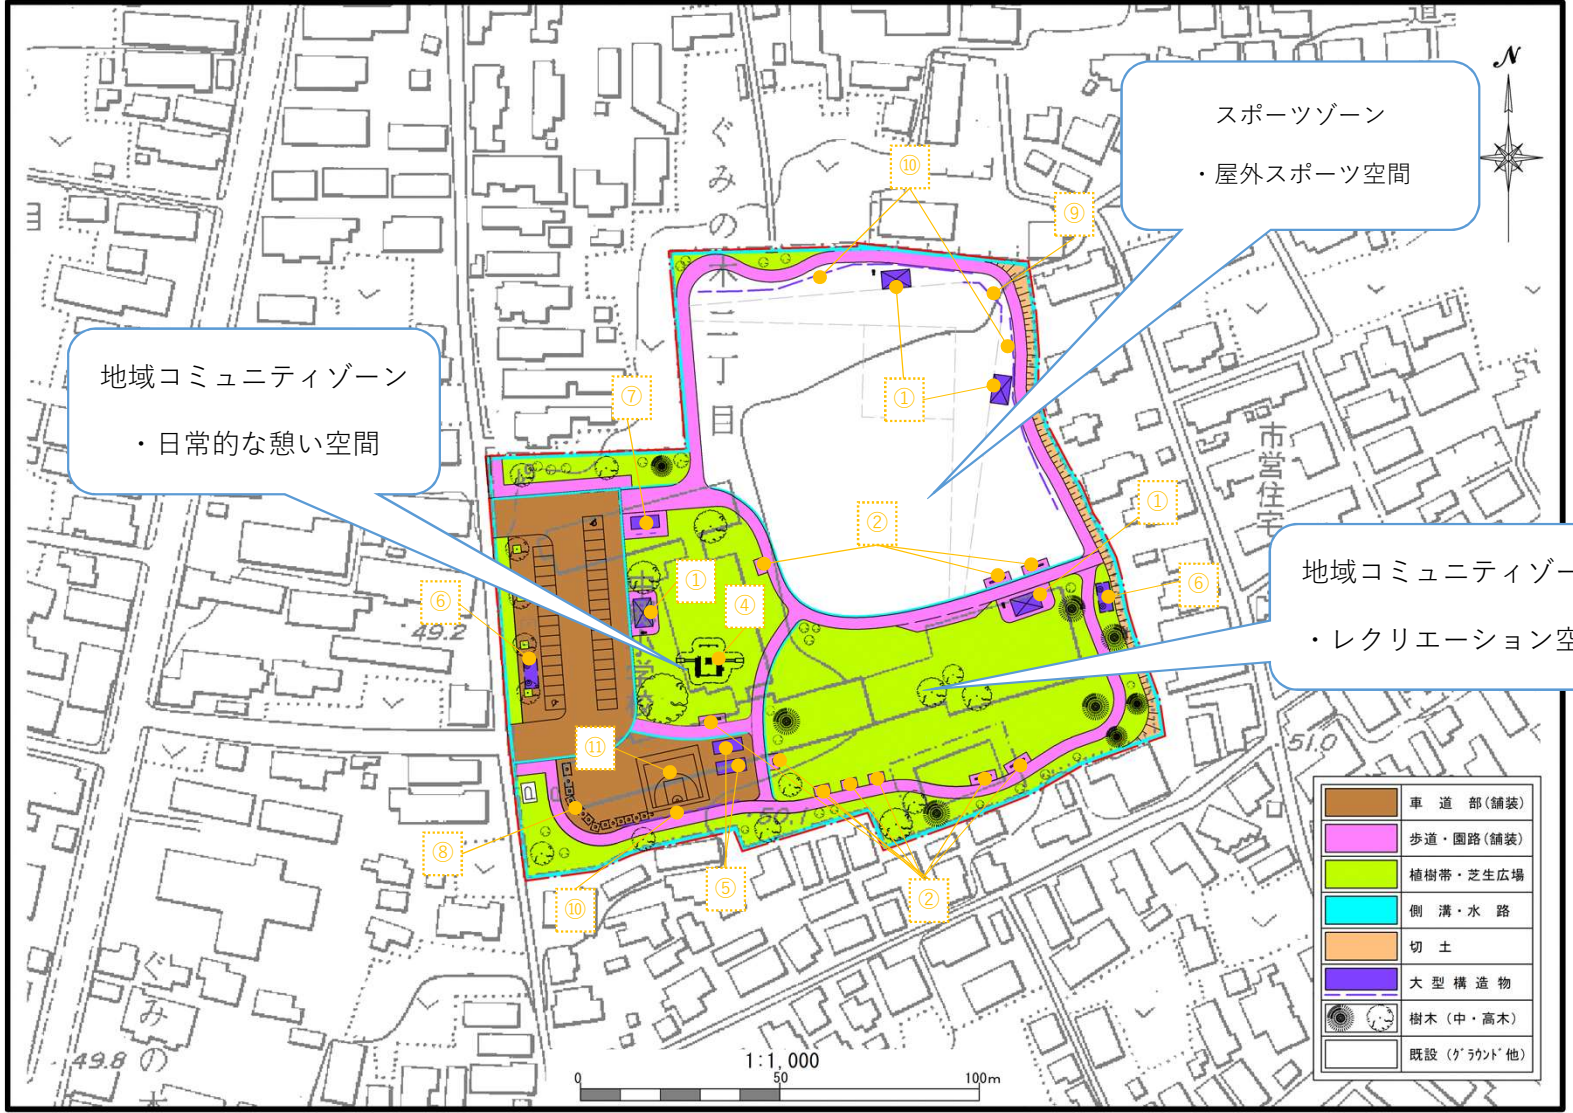 N
スポーツゾーン
・屋外スポーツ空間
⑩
⑨
ぐみの木二丁目
地域コミュニティゾーン
・日常的な憩い空間
⑦
①
市営住宅
②
①
地域コミュニティゾー
・レクリエーション空
①
④
⑥
⑥
49.2
⑪
51.0
50.1
⑧
⑤
②
⑩
P
車 道 部(舗装)
歩道・園路(舗装)
植樹帯・芝生広場
側 溝・水 路
切 土
大 型 構 造 物
樹木（中・高木）
既設（グラウンド他）
ぐみの木
49.8
1:1,000
0 50 100m